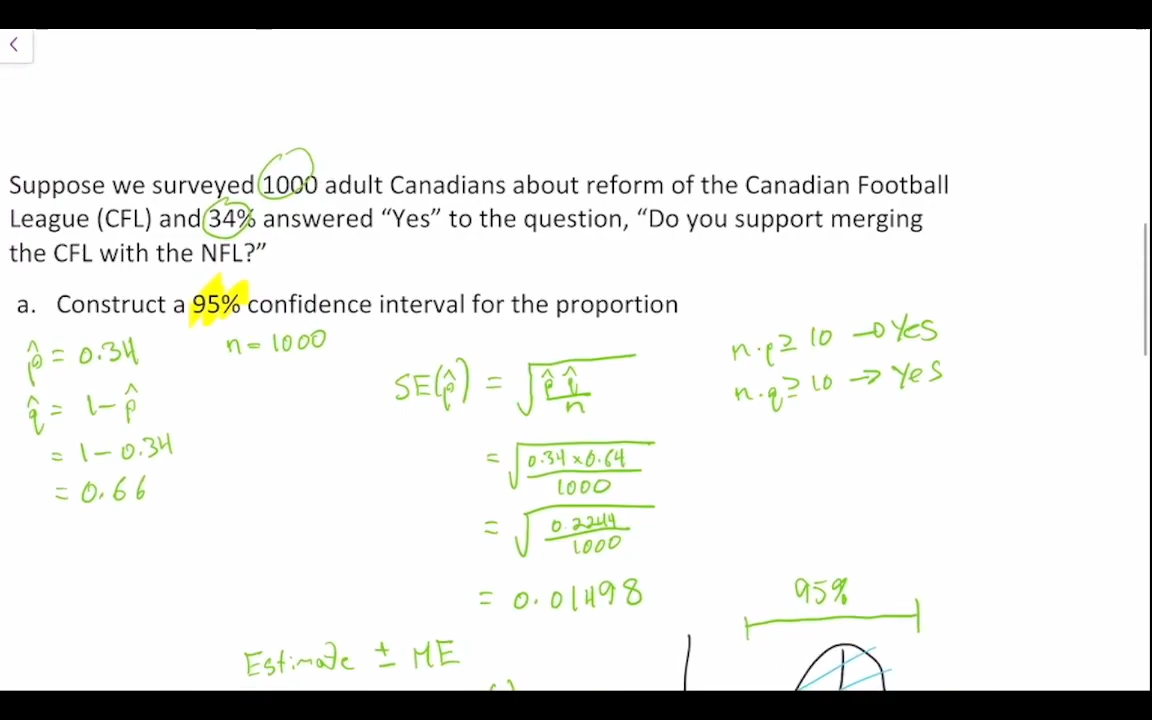 Suppose we surveyed 1000 adult Canadians about reform of the Canadian Football
League (CFL) and 34% answered “Yes” to the question, “Do you support merging
the CFL with the NFL?”
a. Construct a 95% confidence interval for the proportion
p̂ = 0.34
n = 1000
q̂ = 1 - p̂
= 1 - 0.34
= 0.66
SE(p̂) = √(p̂ q̂ / n)
= √(0.34 × 0.64 / 1000)
= √(0.2244 / 1000)
= 0.01498
n·p ≥ 10 → Yes
n·q ≥ 10 → Yes
95%
Estimate ± ME